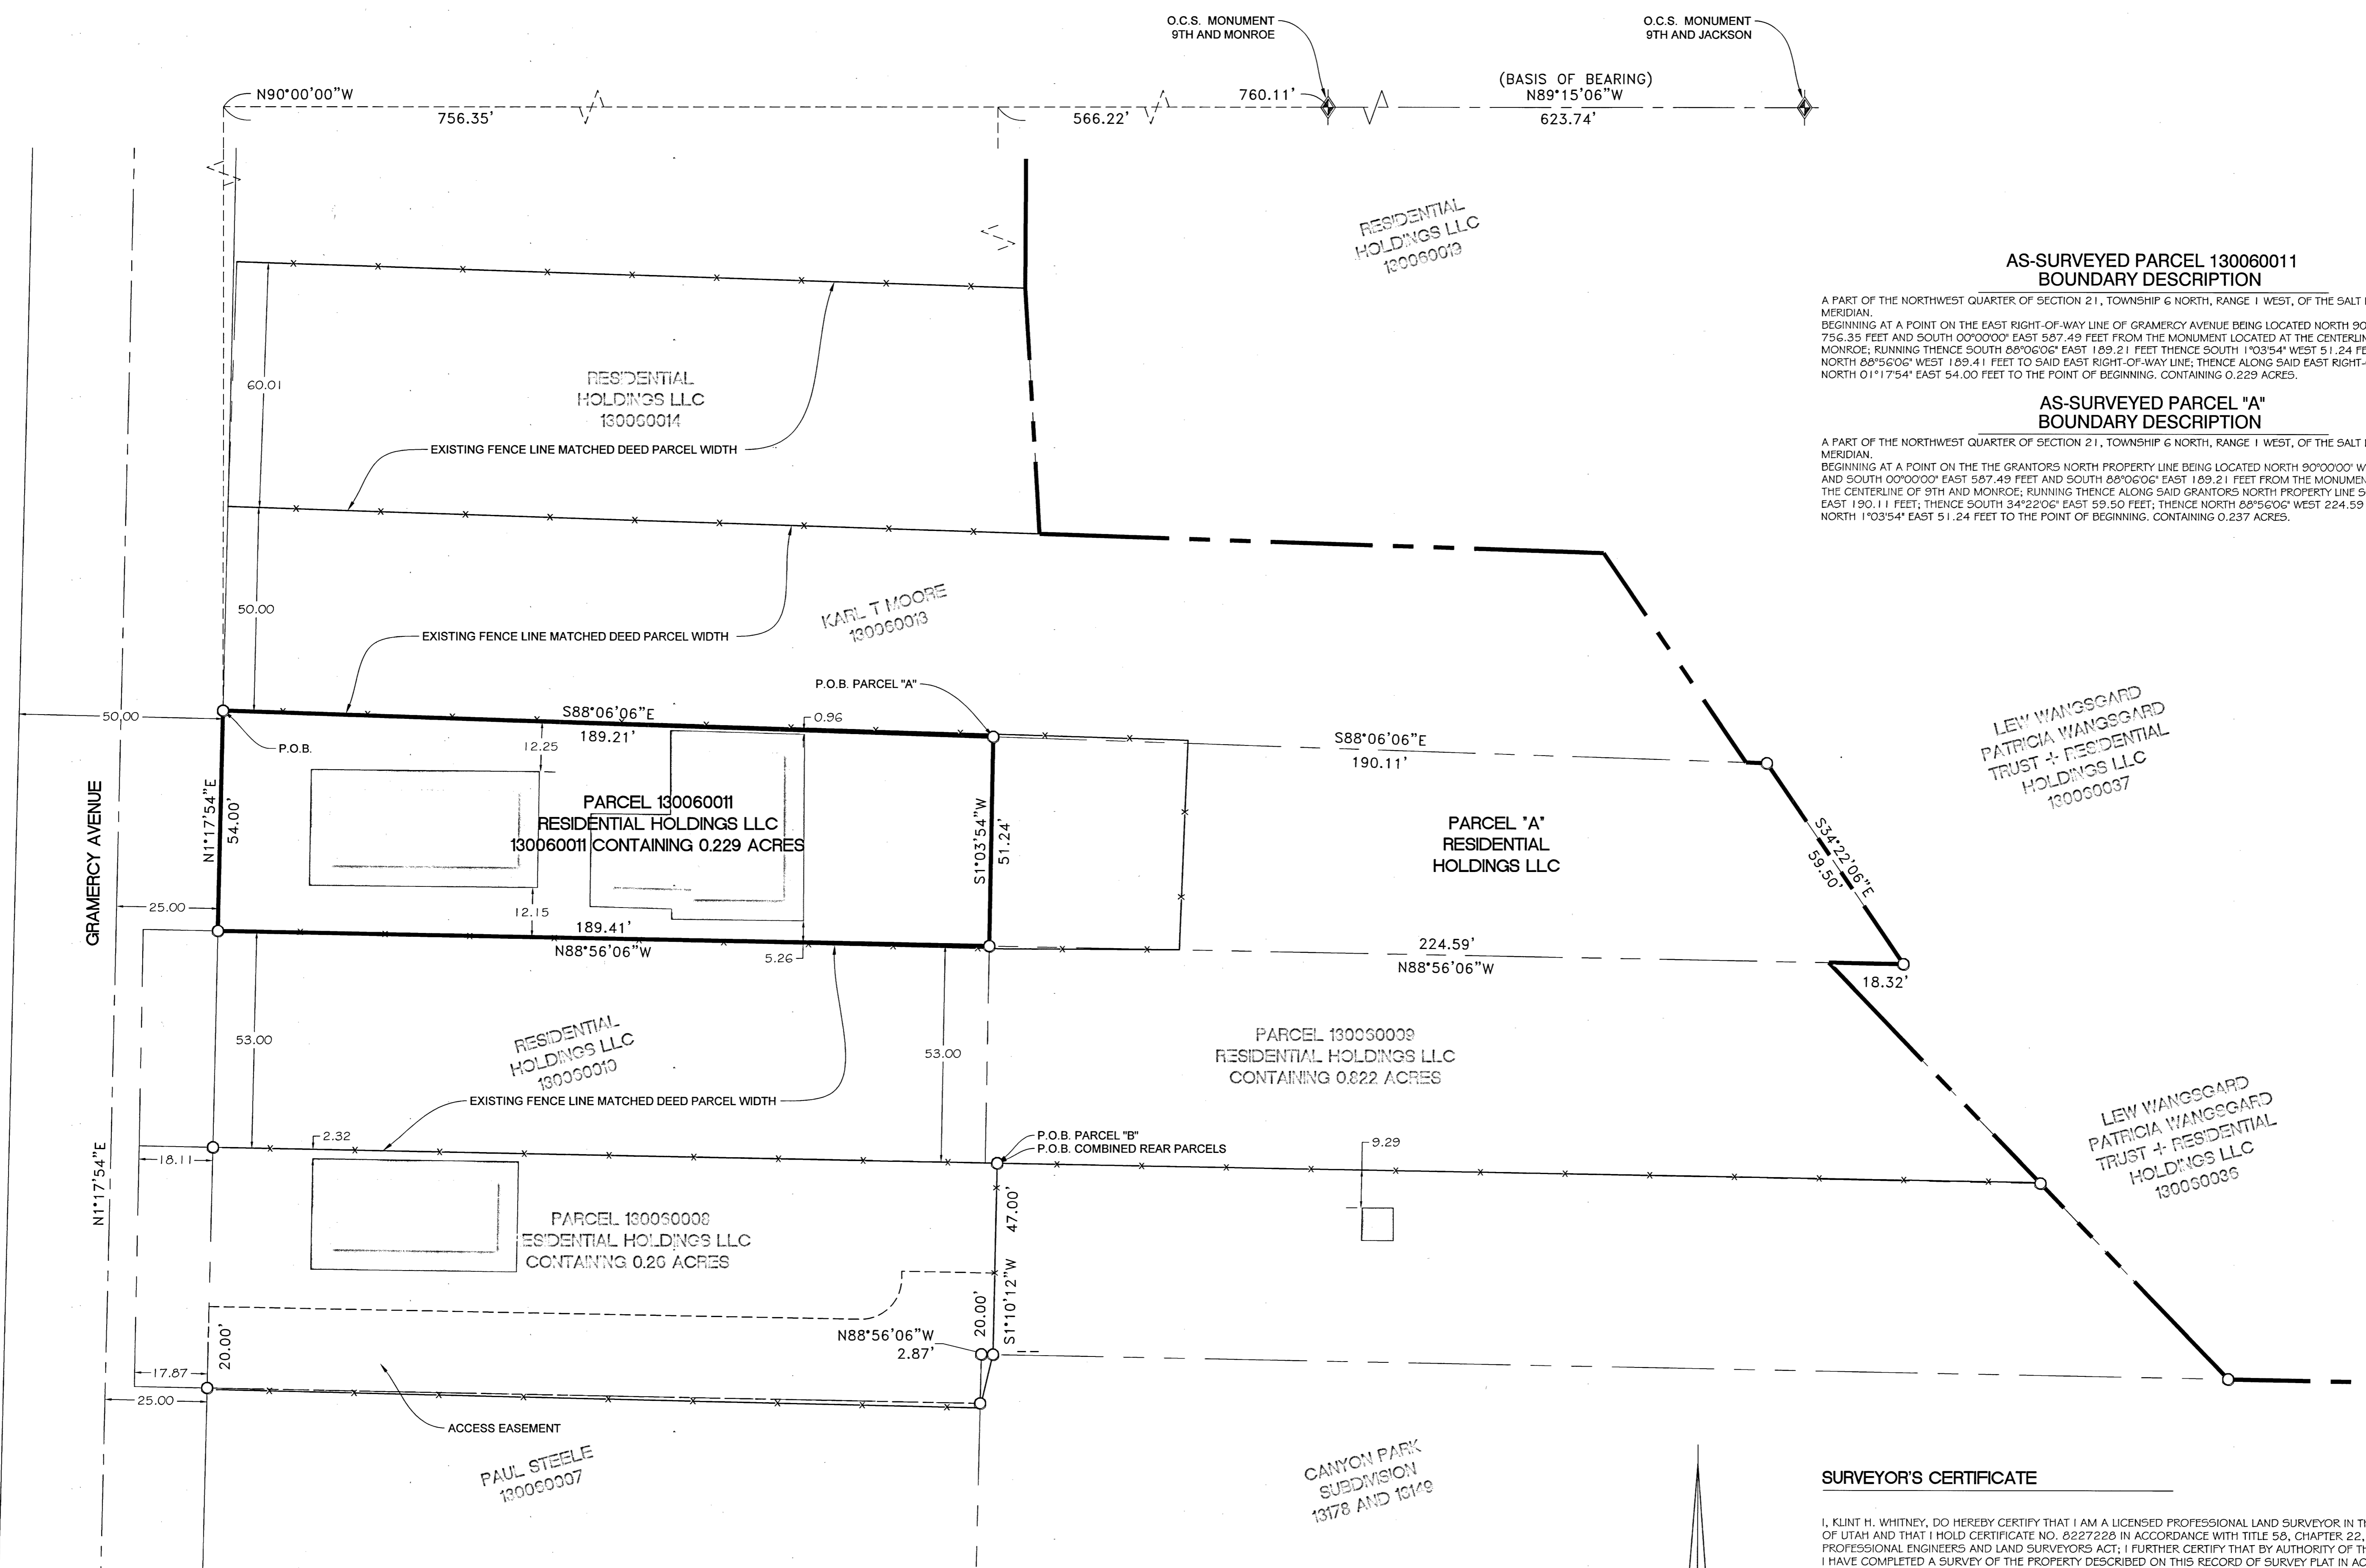 O.C.S. MONUMENT
9TH AND MONROE
O.C.S. MONUMENT
9TH AND JACKSON
(BASIS OF BEARING)
N90°00'00"W
756.35'
566.22'
760.11'
N89°15'06"W
623.74'
RESIDENTIAL
HOLDINGS LLC
130060019
AS-SURVEYED PARCEL 130060011
BOUNDARY DESCRIPTION
A PART OF THE NORTHWEST QUARTER OF SECTION 21, TOWNSHIP 6 NORTH, RANGE 1 WEST, OF THE SALT
MERIDIAN.
BEGINNING AT A POINT ON THE EAST RIGHT-OF-WAY LINE OF GRAMERCY AVENUE BEING LOCATED NORTH 90
756.35 FEET AND SOUTH 00°00'00" EAST 587.49 FEET FROM THE MONUMENT LOCATED AT THE
MONROE; RUNNING THENCE SOUTH 88°06'06" EAST 189.21 FEET THENCE SOUTH 1°03'54" WEST 51.24
NORTH 88°56'06" WEST 189.41 FEET TO SAID EAST RIGHT-OF-WAY LINE; THENCE ALONG SAID EAST RIGHT-
NORTH 01°17'54" EAST 54.00 FEET TO THE POINT OF BEGINNING. CONTAINING 0.229 ACRES.
AS-SURVEYED PARCEL "A"
BOUNDARY DESCRIPTION
A PART OF THE NORTHWEST QUARTER OF SECTION 21, TOWNSHIP 6 NORTH, RANGE 1 WEST, OF THE SALT
MERIDIAN.
BEGINNING AT A POINT ON THE THE GRANTORS NORTH PROPERTY LINE BEING LOCATED NORTH 90°00'00" W
AND SOUTH 00°00'00" EAST 587.49 FEET AND SOUTH 88°06'06" EAST 189.21 FEET FROM THE
THE CENTERLINE OF 9TH AND MONROE; RUNNING THENCE ALONG SAID GRANTORS NORTH PROPERTY LINE S
EAST 190.11 FEET; THENCE SOUTH 34°22'06" EAST 59.50 FEET; THENCE NORTH 88°56'06" WEST 224.59
NORTH 1°03'54" EAST 51.24 FEET TO THE POINT OF BEGINNING. CONTAINING 0.237 ACRES.
60.01
RESIDENTIAL
HOLDINGS LLC
130060014
EXISTING FENCE LINE MATCHED DEED PARCEL WIDTH
50.00
KARL T MOORE
130060013
EXISTING FENCE LINE MATCHED DEED PARCEL WIDTH
P.O.B. PARCEL "A"
50.00
P.O.B.
S88°06'06"E
189.21'
0.96
12.25
S88°06'06"E
190.11'
LEW WANGSGARD
PATRICIA WANGSGARD
TRUST + RESIDENTIAL
HOLDINGS LLC
130060037
GRAMERCY AVENUE
N1°17'54"E
54.00'
PARCEL 130060011
RESIDENTIAL HOLDINGS LLC
130060011 CONTAINING 0.229 ACRES
S1°03'54"W
51.24'
PARCEL "A"
RESIDENTIAL
HOLDINGS LLC
S34°22'06"E
59.50'
25.00
12.15
189.41'
N88°56'06"W
5.26
224.59'
N88°56'06"W
18.32'
53.00
RESIDENTIAL
HOLDINGS LLC
130060010
53.00
PARCEL 130060009
RESIDENTIAL HOLDINGS LLC
CONTAINING 0.822 ACRES
EXISTING FENCE LINE MATCHED DEED PARCEL WIDTH
LEW WANGSGARD
PATRICIA WANGSGARD
TRUST + RESIDENTIAL
HOLDINGS LLC
130060036
2.32
P.O.B. PARCEL "B"
P.O.B. COMBINED REAR PARCELS
9.29
18.11
N1°17'54"E
PARCEL 130060008
ESIDENTIAL HOLDINGS LLC
CONTAINING 0.26 ACRES
47.00'
S1°10'12"W
20.00'
20.00'
N88°56'06"W
2.87'
17.87
25.00
ACCESS EASEMENT
PAUL STEELE
130060007
CANYON PARK
SUBDIVISION
13178 AND 13149
SURVEYOR'S CERTIFICATE
I, KLINT H. WHITNEY, DO HEREBY CERTIFY THAT I AM A LICENSED PROFESSIONAL LAND SURVEYOR IN
OF UTAH AND THAT I HOLD CERTIFICATE NO. 8227228 IN ACCORDANCE WITH TITLE 58, CHAPTER 22,
PROFESSIONAL ENGINEERS AND LAND SURVEYORS ACT; I FURTHER CERTIFY THAT BY AUTHORITY OF
I HAVE COMPLETED A SURVEY OF THE PROPERTY DESCRIBED ON THIS RECORD OF SURVEY PLAT IN